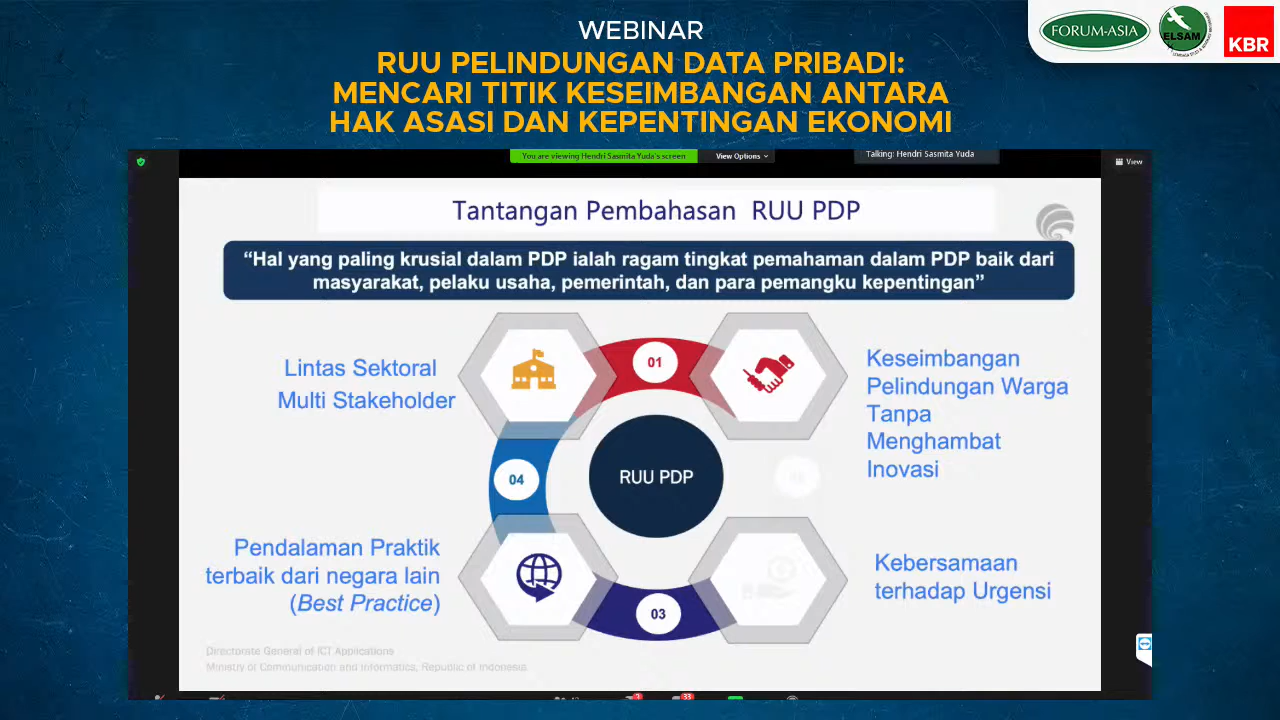 WEBINAR
RUU PELINDUNGAN DATA PRIBADI:
MENCARI TITIK KESEIMBANGAN ANTARA
HAK ASASI DAN KEPENTINGAN EKONOMI
FORUM-ASIA
ELSAM
KBR
You are viewing Hendri Sasmita Yuda's screen
View Options
Talking: Hendri Sasmita Yuda
View
Tantangan Pembahasan RUU PDP
“Hal yang paling krusial dalam PDP ialah ragam tingkat pemahaman dalam PDP baik dari
masyarakat, pelaku usaha, pemerintah, dan para pemangku kepentingan”
Lintas Sektoral
Multi Stakeholder
01
Keseimbangan
Pelindungan Warga
Tanpa
Menghambat
Inovasi
04
RUU PDP
Pendalaman Praktik
terbaik dari negara lain
(Best Practice)
03
Kebersamaan
terhadap Urgensi
Directorate General of ICT Applications
Ministry of Communication and Informatics, Republic of Indonesia
33